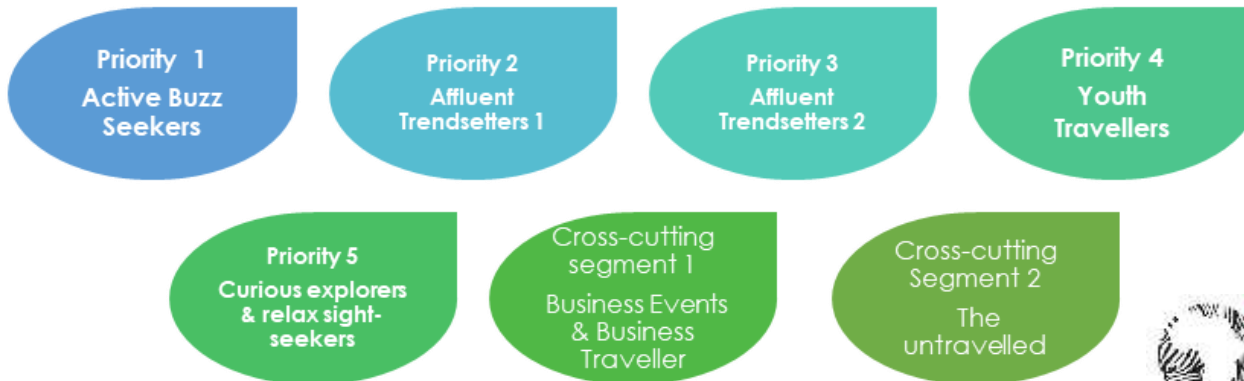 Priority 1
Active Buzz
Seekers
Priority 2
Affluent
Trendsetters 1
Priority 3
Affluent
Trendsetters 2
Priority 4
Youth
Travellers
Priority 5
Curious explorers
& relax sight-
seekers
Cross-cutting
segment 1
Business Events
& Business
Traveller
Cross-cutting
Segment 2
The
untravelled